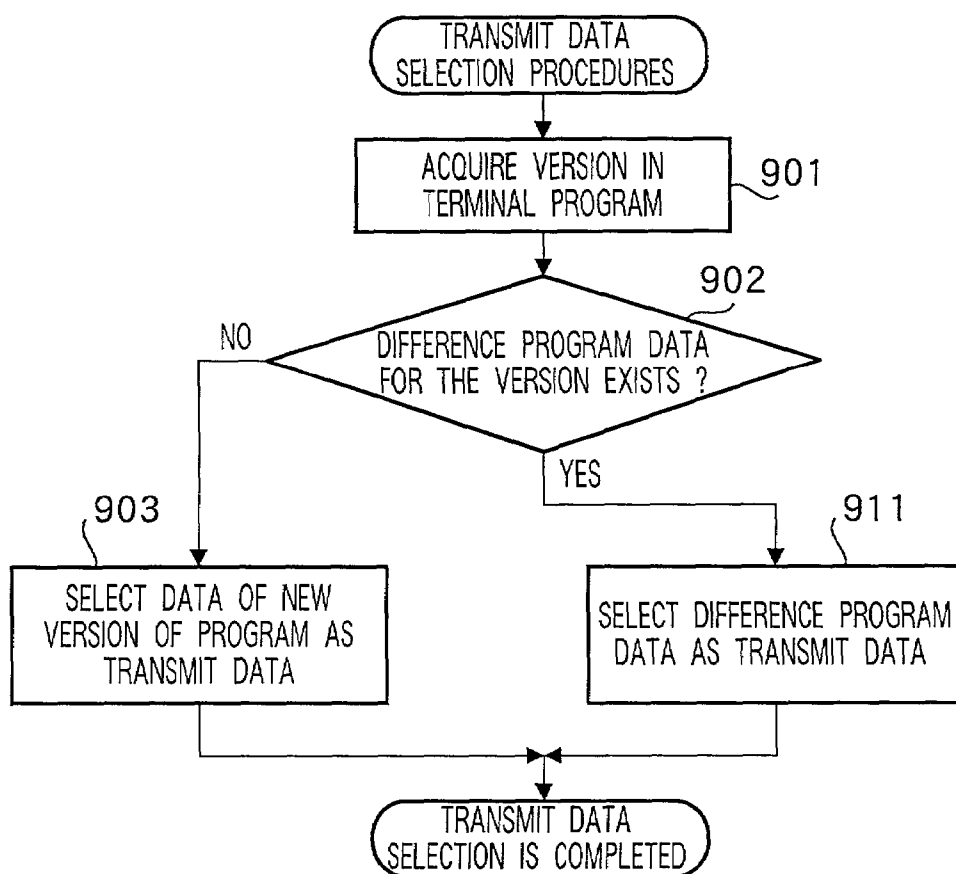 TRANSMIT DATA
SELECTION PROCEDURES
ACQUIRE VERSION IN
TERMINAL PROGRAM
901
902
DIFFERENCE PROGRAM DATA
FOR THE VERSION EXISTS ?
NO
YES
903
SELECT DATA OF NEW
VERSION OF PROGRAM AS
TRANSMIT DATA
911
SELECT DIFFERENCE PROGRAM
DATA AS TRANSMIT DATA
TRANSMIT DATA
SELECTION IS COMPLETED